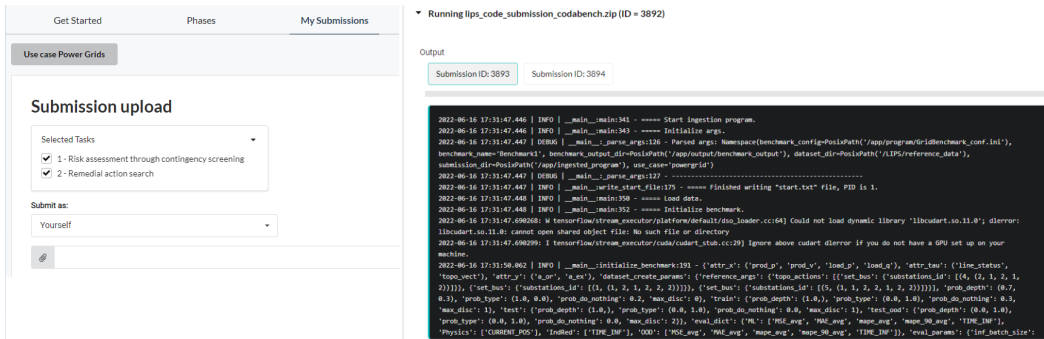 Get Started
Phases
My Submissions
Use case Power Grids
Submission upload
Selected Tasks
1 - Risk assessment through contingency screening
2 - Remedial action search
Submit as:
Yourself
Running lips_code_submission_codabench.zip (ID = 3892)
Output
Submission ID: 3893
Submission ID: 3894
2022-06-16 17:31:47.446 | INFO | __main__:main:341 - ===== Start ingestion program.
2022-06-16 17:31:47.446 | INFO | __main__:main:343 - ===== Initialize args.
2022-06-16 17:31:47.447 | DEBUG | __main__:_parse_args:126 - Parsed args: Namespace(benchmark_config=PosixPath('/app/program/GridBenchmark_conf.ini'),
benchmark_name='Benchmark1', benchmark_output_dir=PosixPath('/app/output/benchmark_output'), dataset_dir=PosixPath('/LIPS/reference_data'),
submission_dir=PosixPath('/app/ingested_program'), use_case='powergrid')
2022-06-16 17:31:47.447 | DEBUG | __main__:_parse_args:127 - --------------------------------------------------
2022-06-16 17:31:47.447 | INFO | __main__:write_start_file:175 - ===== Finished writing "start.txt" file, PID is 1.
2022-06-16 17:31:47.448 | INFO | __main__:main:350 - ===== Load data.
2022-06-16 17:31:47.448 | INFO | __main__:main:352 - ===== Initialize benchmark.
2022-06-16 17:31:47.690268: W tensorflow/stream_executor/platform/default/dso_loader.cc:64] Could not load dynamic library 'libcudart.so.11.0'; dlerror:
libcudart.so.11.0: cannot open shared object file: No such file or directory
2022-06-16 17:31:47.690299: I tensorflow/stream_executor/cuda/cudart_stub.cc:29] Ignore above cudart dlerror if you do not have a GPU set up on your
machine.
2022-06-16 17:31:50.062 | INFO | __main__:initialize_benchmark:191 - {'attr_x': ('prod_p', 'prod_v', 'load_p', 'load_q'), 'attr_tau': ('line_status',
'topo_vect'), 'attr_y': ('a_or', 'a_ex'), 'dataset_create_params': {'reference_args': {'topo_actions': [{'set_bus': {'substations_id': [(4, (2, 1, 2, 1,
2))]}}, {'set_bus': {'substations_id': [(1, (1, 2, 1, 2, 2, 2))]}}, {'set_bus': {'substations_id': [(5, (1, 1, 2, 2, 1, 2, 2))]}}], 'prob_depth': (0.7,
0.3), 'prob_type': (1.0, 0.0), 'prob_do_nothing': 0.2, 'max_disc': 0}, 'train': {'prob_depth': (1.0,), 'prob_type': (0.0, 1.0), 'prob_do_nothing': 0.3,
'max_disc': 1}, 'test': {'prob_depth': (1.0,), 'prob_type': (0.0, 1.0), 'prob_do_nothing': 0.0, 'max_disc': 1}, 'test_ood': {'prob_depth': (0.0, 1.0),
'prob_type': (0.0, 1.0), 'prob_do_nothing': 0.0, 'max_disc': 2}}, 'eval_dict': {'ML': ['MSE_avg', 'MAE_avg', 'mape_avg', 'mape_90_avg', 'TIME_INF'],
'Physics': ['CURRENT_POS'], 'IndRed': ['TIME_INF'], 'OOD': ['MSE_avg', 'MAE_avg', 'mape_avg', 'mape_90_avg', 'TIME_INF']}, 'eval_params': {'inf_batch_size':